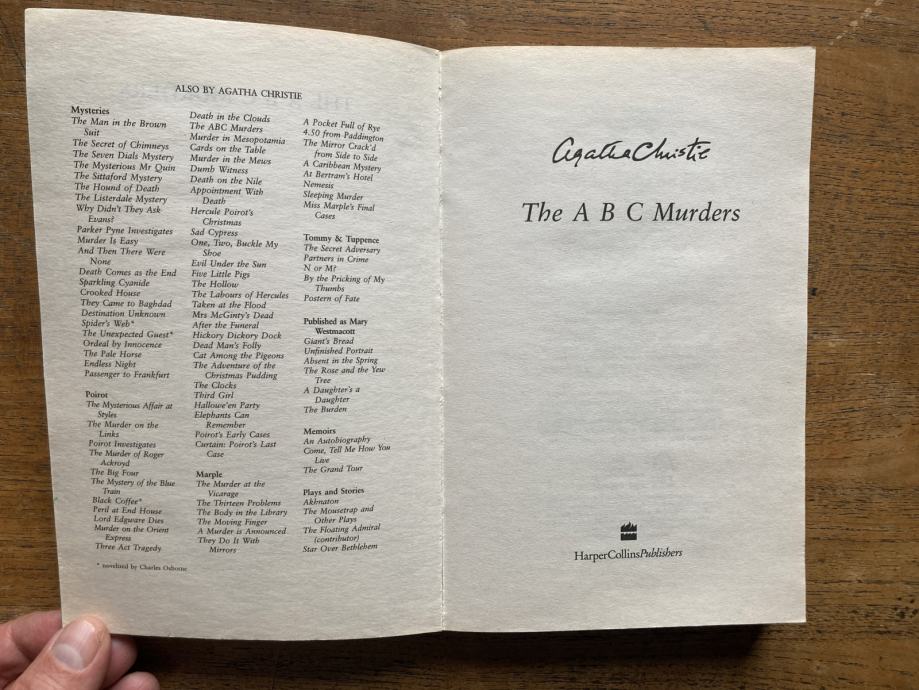 ALSO BY AGATHA CHRISTIE
Mysteries
The Man in the Brown
Suit
The Secret of Chimneys
The Seven Dials Mystery
The Mysterious Mr Quin
The Sittaford Mystery
The Hound of Death
The Listerdale Mystery
Why Didn't They Ask
Evans?
Parker Pyne Investigates
Murder Is Easy
And Then There Were
None
Death Comes as the End
Sparkling Cyanide
Crooked House
They Came to Baghdad
Destination Unknown
Spider's Web*
The Unexpected Guest*
Ordeal by Innocence
The Pale Horse
Endless Night
Passenger to Frankfurt
Poirot
The Mysterious Affair at
Styles
The Murder on the
Links
Poirot Investigates
The Murder of Roger
Ackroyd
The Big Four
The Mystery of the Blue
Train
Black Coffee*
Peril at End House
Lord Edgware Dies
Murder on the Orient
Express
Three Act Tragedy
Death in the Clouds
The ABC Murders
Murder in Mesopotamia
Cards on the Table
Murder in the Mews
Dumb Witness
Death on the Nile
Appointment With
Death
Hercule Poirot's
Christmas
Sad Cypress
One, Two, Buckle My
Shoe
Evil Under the Sun
Five Little Pigs
The Hollow
The Labours of Hercules
Taken at the Flood
Mrs McGinty's Dead
After the Funeral
Hickory Dickory Dock
Dead Man's Folly
Cat Among the Pigeons
The Adventure of the
Christmas Pudding
The Clocks
Third Girl
Hallowe'en Party
Elephants Can
Remember
Poirot's Early Cases
Curtain: Poirot's Last
Case
Marple
The Murder at the
Vicarage
The Thirteen Problems
The Body in the Library
The Moving Finger
A Murder is Announced
They Do It With
Mirrors
A Pocket Full of Rye
4.50 from Paddington
The Mirror Crack'd
from Side to Side
A Caribbean Mystery
At Bertram's Hotel
Nemesis
Sleeping Murder
Miss Marple's Final
Cases
Tommy & Tuppence
The Secret Adversary
Partners in Crime
N or M?
By the Pricking of My
Thumbs
Postern of Fate
Published as Mary
Westmacott
Giant's Bread
Unfinished Portrait
Absent in the Spring
The Rose and the Yew
Tree
A Daughter's a
Daughter
The Burden
Memoirs
An Autobiography
Come, Tell Me How You
Live
The Grand Tour
Plays and Stories
Akhnaton
The Mousetrap and
Other Plays
The Floating Admiral
(contributor)
Star Over Bethlehem
* novelized by Charles Osborne
Agatha Christie
The A B C Murders
HarperCollinsPublishers